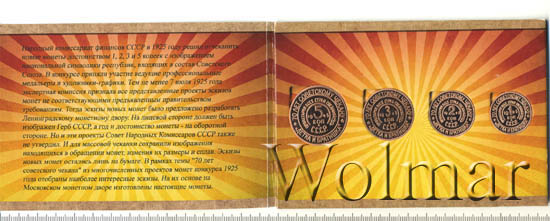 Народный комиссариат финансов СССР в 1925 году решил отчеканить
новые монеты достоинством 1, 2, 3 и 5 копеек с изображением
национальной символики республик, входящих в состав Советского
Союза. В конкурсе приняли участие ведущие профессиональные
медальеры и художники-графики. Тем не менее 7 июля 1925 года
экспертная комиссия признала все представленные проекты эскизов
монет не соответствующими предъявляемым правительством
требованиям. Тогда эскизы новых монет было предложено разработать
Ленинградскому монетному двору. На лицевой стороне должен быть
изображен герб СССР, а год и достоинство монеты - на оборотной
стороне. Но и эти проекты Совет Народных Комиссаров СССР также
не утвердил. И для массовой чеканки сохранили изображения
находящихся в обращении монет, изменив их размеры и сплав. Эскизы
новых монет остались лишь на бумаге. В рамках темы "70 лет
советского чекана" из многочисленных проектов монет конкурса 1925
года отобраны наиболее интересные эскизы. На их основе на
Московском монетном дворе изготовлены настоящие монеты.
СССР
Wolmar